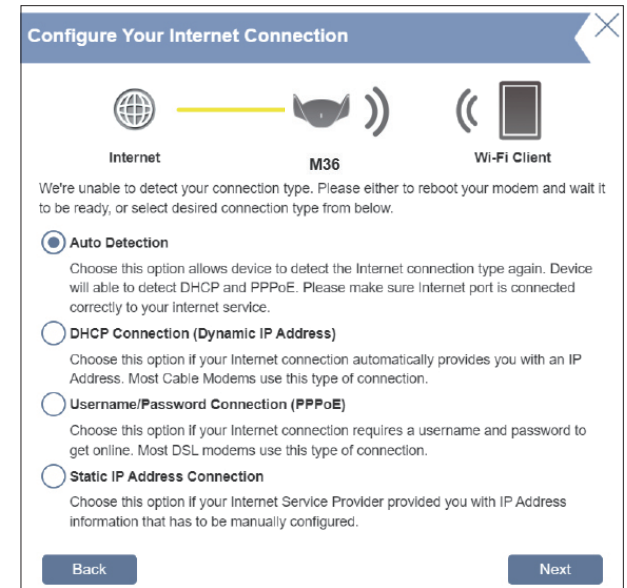 Configure Your Internet Connection
Internet
M36
Wi-Fi Client
We're unable to detect your connection type. Please either to reboot your modem and wait it
to be ready, or select desired connection type from below.
Auto Detection
Choose this option allows device to detect the Internet connection type again. Device
will able to detect DHCP and PPPoE. Please make sure Internet port is connected
correctly to your internet service.
DHCP Connection (Dynamic IP Address)
Choose this option if your Internet connection automatically provides you with an IP
Address. Most Cable Modems use this type of connection.
Username/Password Connection (PPPoE)
Choose this option if your Internet connection requires a username and password to
get online. Most DSL modems use this type of connection.
Static IP Address Connection
Choose this option if your Internet Service Provider provided you with IP Address
information that has to be manually configured.
Back
Next